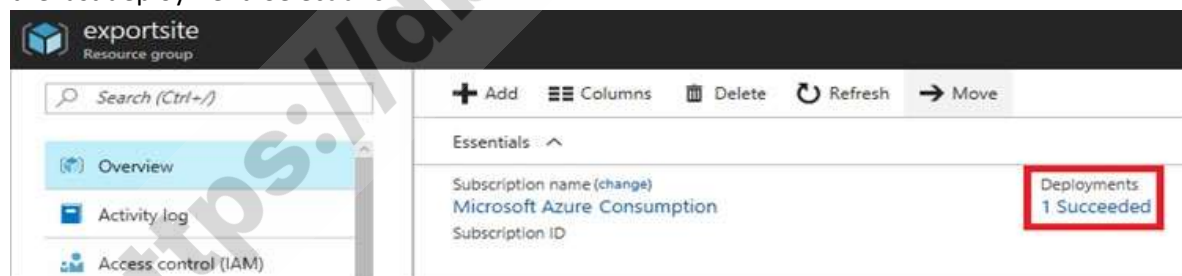 exportsite
Resource group
Search (Ctrl+/)
Overview
Activity log
Access control (IAM)
Add Columns Delete Refresh Move
Essentials
Subscription name (change)
Microsoft Azure Consumption
Subscription ID
Deployments
1 Succeeded